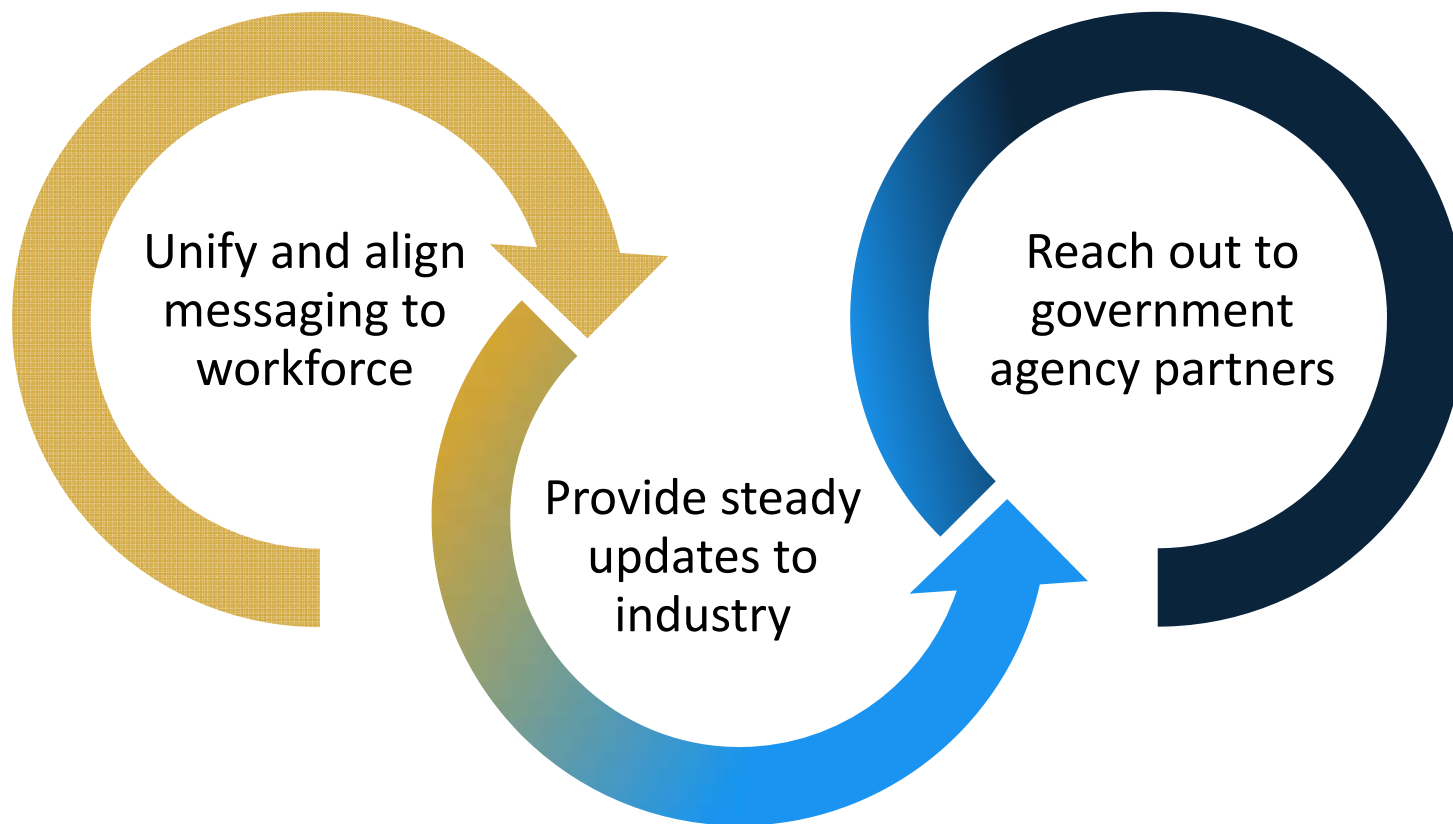 Unify and align
messaging to
workforce
Provide steady
updates to
industry
Reach out to
government
agency partners